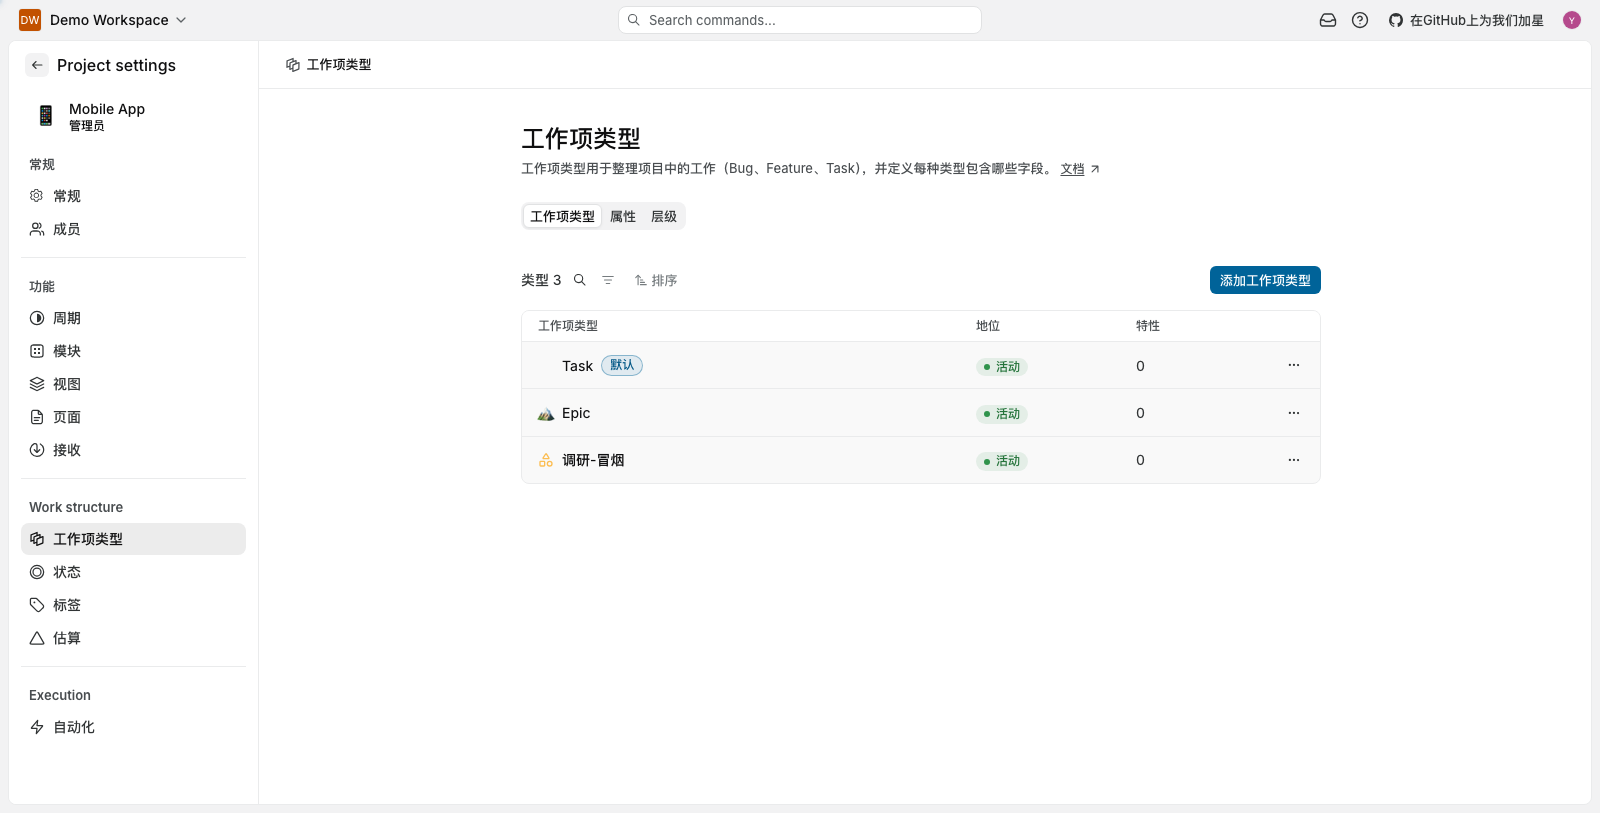 DW Demo Workspace
Search commands...
在GitHub上为我们加星
Y
Project settings
工作项类型
Mobile App
管理员
常规
常规
成员
功能
周期
模块
视图
页面
接收
Work structure
工作项类型
状态
标签
估算
Execution
自动化
工作项类型
工作项类型用于整理项目中的工作（Bug、Feature、Task），并定义每种类型包含哪些字段。 文档
工作项类型 属性 层级
类型 3 排序 添加工作项类型
工作项类型 地位 特性
Task 默认 活动 0
Epic 活动 0
调研-冒烟 活动 0